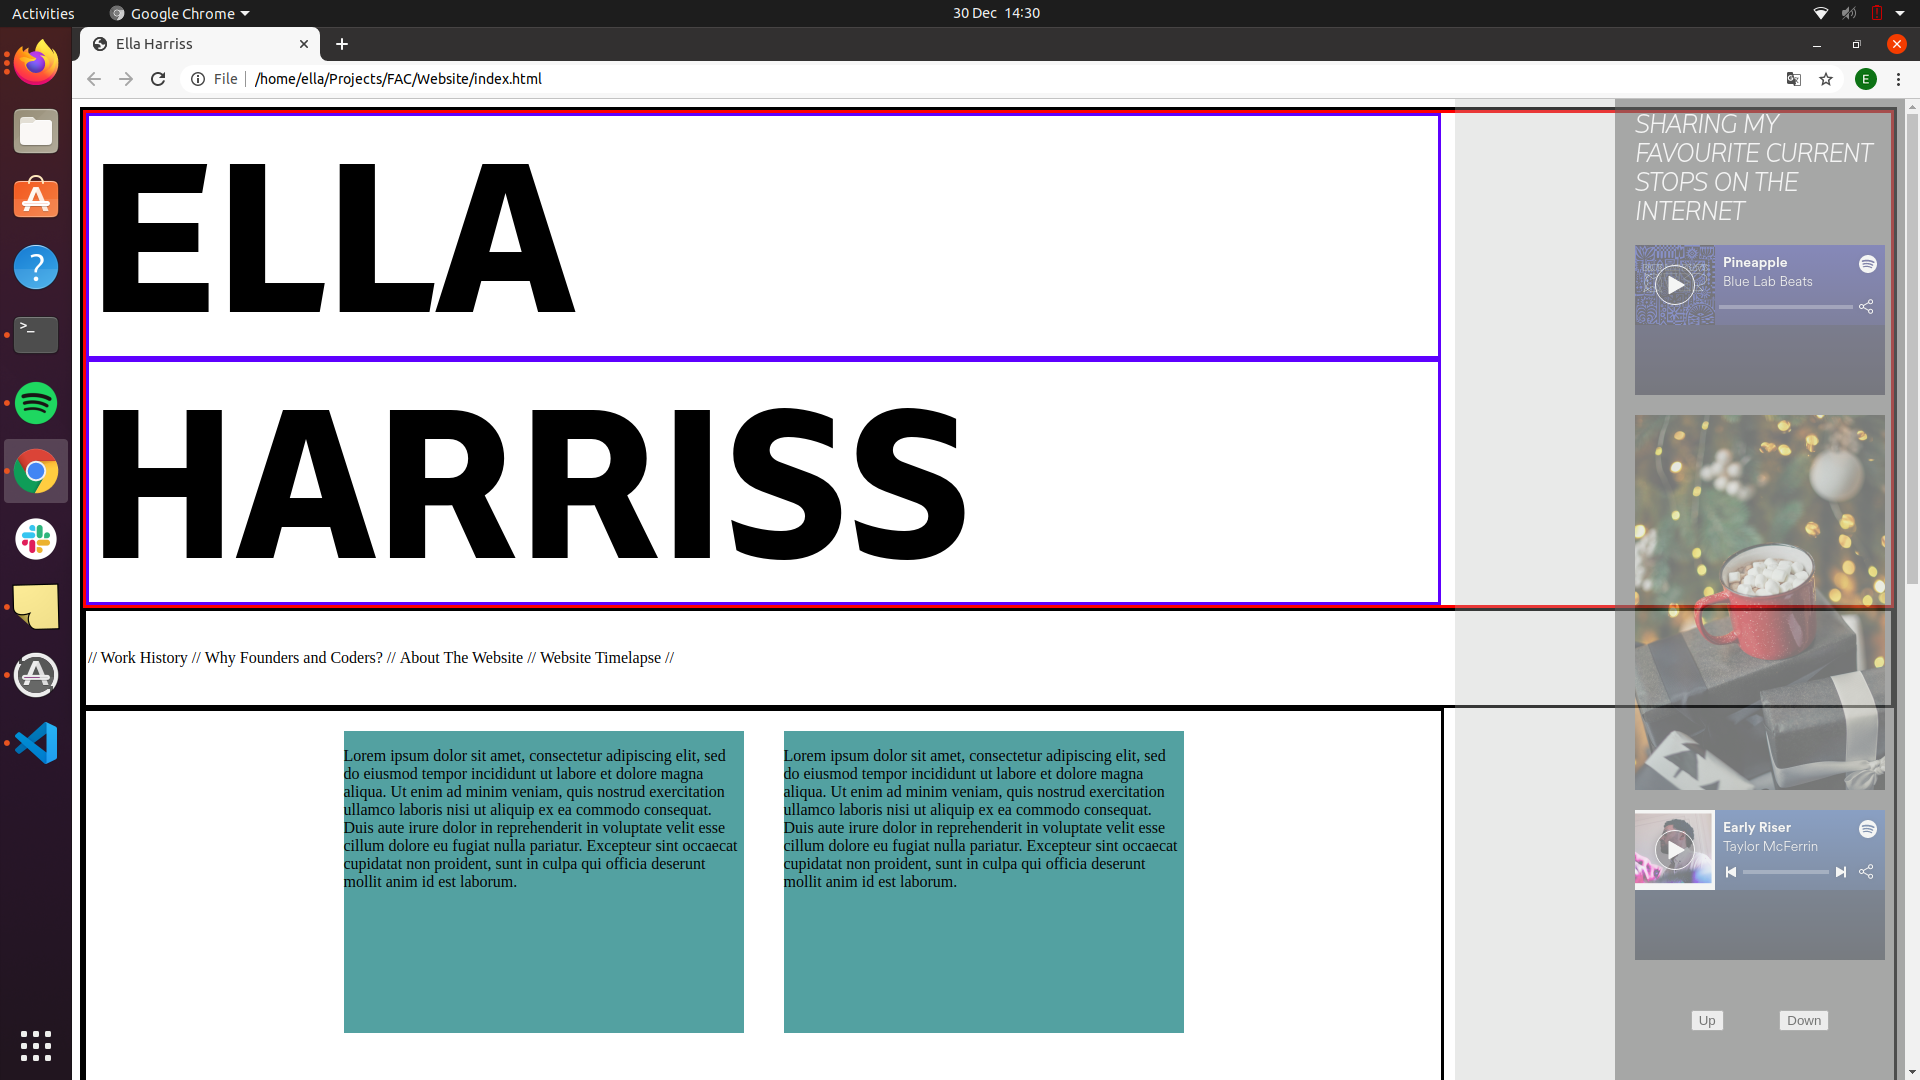 Activities
Google Chrome
30 Dec 14:30
Ella Harriss
File
/home/ella/Projects/FAC/Website/index.html
E
ELLA
HARRISS
// Work History // Why Founders and Coders? // About The Website // Website Timelapse //
Lorem ipsum dolor sit amet, consectetur adipiscing elit, sed
do eiusmod tempor incididunt ut labore et dolore magna
aliqua. Ut enim ad minim veniam, quis nostrud exercitation
ullamco laboris nisi ut aliquip ex ea commodo consequat.
Duis aute irure dolor in reprehenderit in voluptate velit esse
cillum dolore eu fugiat nulla pariatur. Excepteur sint occaecat
cupidatat non proident, sunt in culpa qui officia deserunt
mollit anim id est laborum.
Lorem ipsum dolor sit amet, consectetur adipiscing elit, sed
do eiusmod tempor incididunt ut labore et dolore magna
aliqua. Ut enim ad minim veniam, quis nostrud exercitation
ullamco laboris nisi ut aliquip ex ea commodo consequat.
Duis aute irure dolor in reprehenderit in voluptate velit esse
cillum dolore eu fugiat nulla pariatur. Excepteur sint occaecat
cupidatat non proident, sunt in culpa qui officia deserunt
mollit anim id est laborum.
SHARING MY
FAVOURITE CURRENT
STOPS ON THE
INTERNET
Pineapple
Blue Lab Beats
Early Riser
Taylor McFerrin
Up
Down